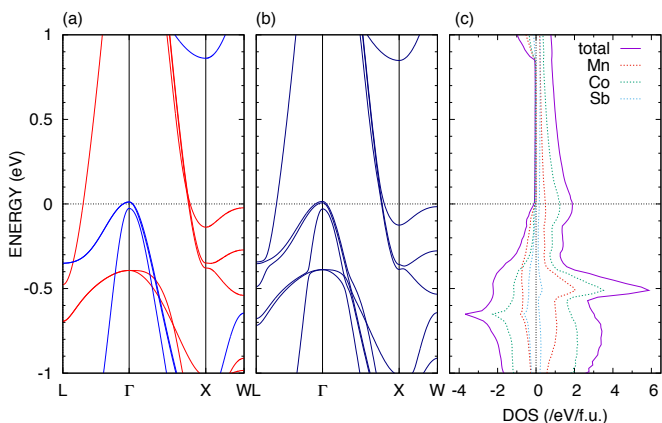 (a) (b) (c)
ENERGY (eV)
1
0.5
0
-0.5
-1
L Γ X W
L Γ X W
total
Mn
Co
Sb
-4 -2 0 2 4 6
DOS (/eV/f.u.)